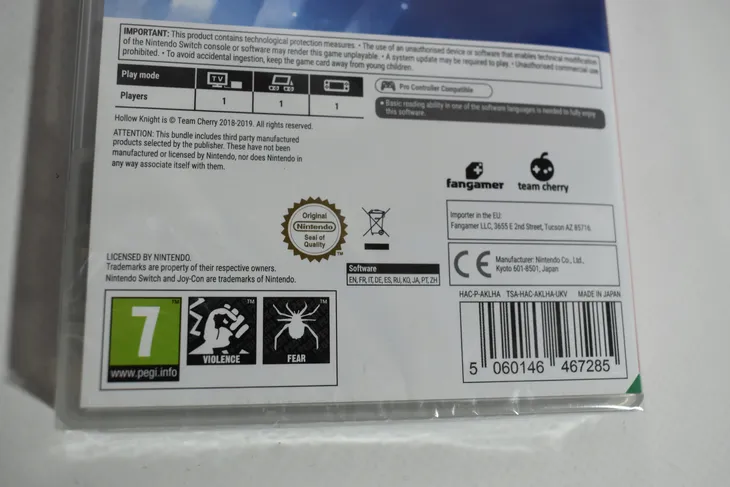 IMPORTANT: This product contains technological protection measures. • The use of an unauthorised device or software that enables technical modification
of the Nintendo Switch console or software may render this game unplayable. • A system update may be required to play. • Unauthorised commercial use
prohibited. • To avoid accidental ingestion, keep the game card away from young children.
Play mode TV
Players 1 1 1
Pro Controller Compatible
• Basic reading ability in one of the software languages is needed to fully enjoy
this software.
Hollow Knight is © Team Cherry 2018-2019. All rights reserved.
ATTENTION: This bundle includes third party manufactured
products selected by the publisher. These have not been
manufactured or licensed by Nintendo, nor does Nintendo in
any way associate itself with them.
fangamer team cherry
Original
Nintendo
Seal of
Quality
TM
Importer in the EU:
Fangamer LLC, 3655 E 2nd Street, Tucson AZ 85716.
LICENSED BY NINTENDO.
Trademarks are property of their respective owners.
Nintendo Switch and Joy-Con are trademarks of Nintendo.
Software
EN, FR, IT, DE, ES, RU, KO, JA, PT, ZH
CE Manufacturer: Nintendo Co., Ltd.,
Kyoto 601-8501, Japan
HAC-P-AKLHA TSA-HAC-AKLHA-UKV MADE IN JAPAN
7 TM
www.pegi.info
TM
VIOLENCE
TM
FEAR
5 060146 467285